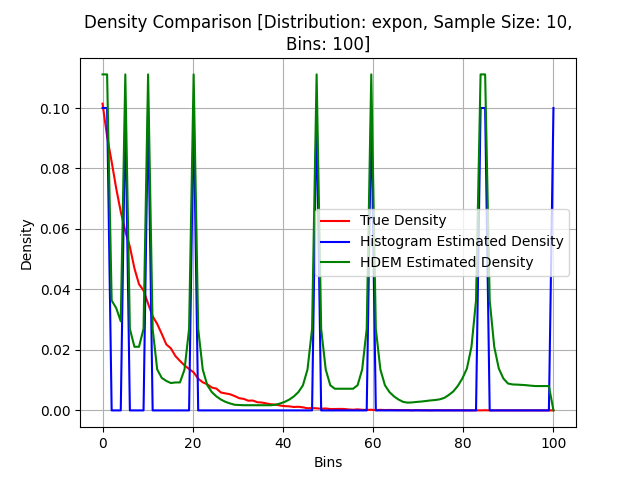 Density Comparison [Distribution: expon, Sample Size: 10,
Bins: 100]
Density
0.10
0.08
0.06
0.04
0.02
0.00
True Density
Histogram Estimated Density
HDEM Estimated Density
0 20 40 60 80 100
Bins